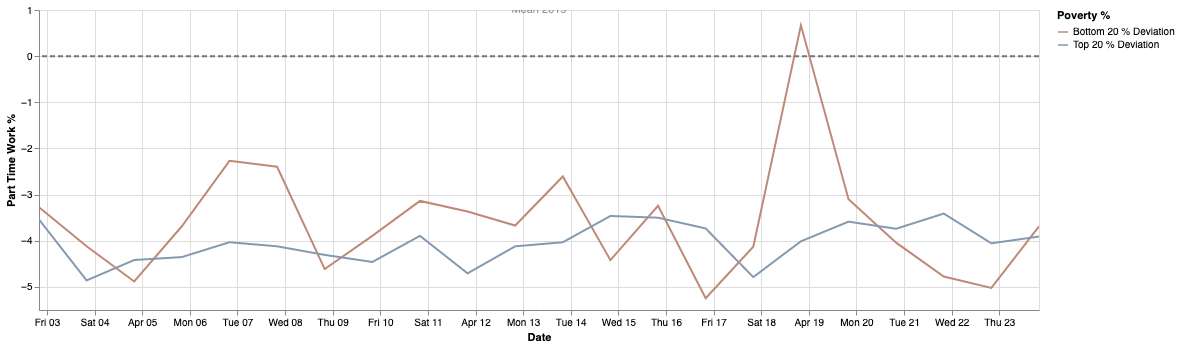 Mean 2019
1
0
−1
−2
−3
−4
−5
Part Time Work %
Fri 03 Sat 04 Apr 05 Mon 06 Tue 07 Wed 08 Thu 09 Fri 10 Sat 11 Apr 12 Mon 13 Tue 14 Wed 15 Thu 16 Fri 17 Sat 18 Apr 19 Mon 20 Tue 21 Wed 22 Thu 23
Date
Poverty %
Bottom 20 % Deviation
Top 20 % Deviation